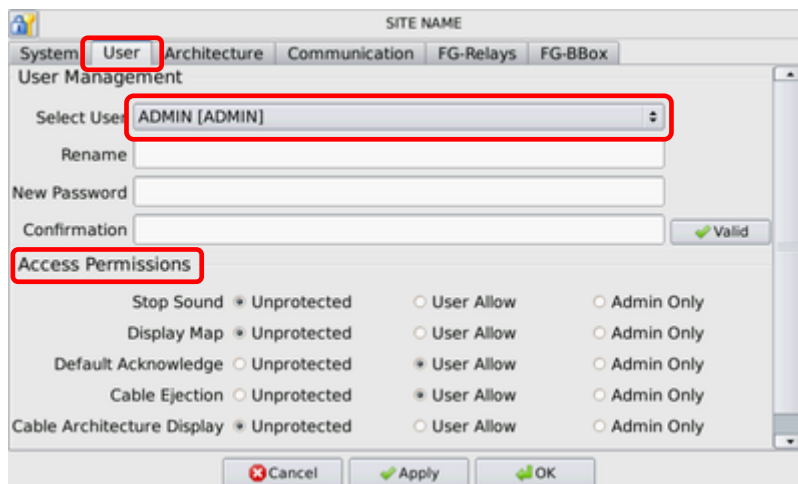 SITE NAME
System User Architecture Communication FG-Relays FG-BBox
User Management
Select User ADMIN [ADMIN]
Rename
New Password
Confirmation Valid
Access Permissions
Stop Sound Unprotected User Allow Admin Only
Display Map Unprotected User Allow Admin Only
Default Acknowledge Unprotected User Allow Admin Only
Cable Ejection Unprotected User Allow Admin Only
Cable Architecture Display Unprotected User Allow Admin Only
Cancel Apply OK